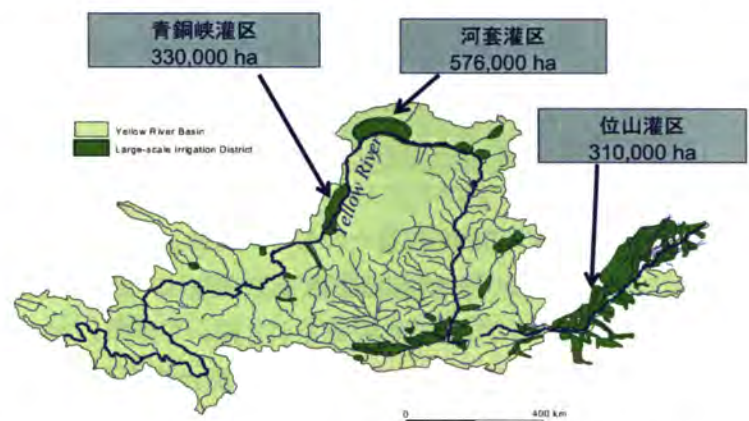 青銅峡灌区
330,000 ha
河套灌区
576,000 ha
位山灌区
310,000 ha
Yellow River Basin
Large-scale Irrigation District
Yellow River
0 400 km